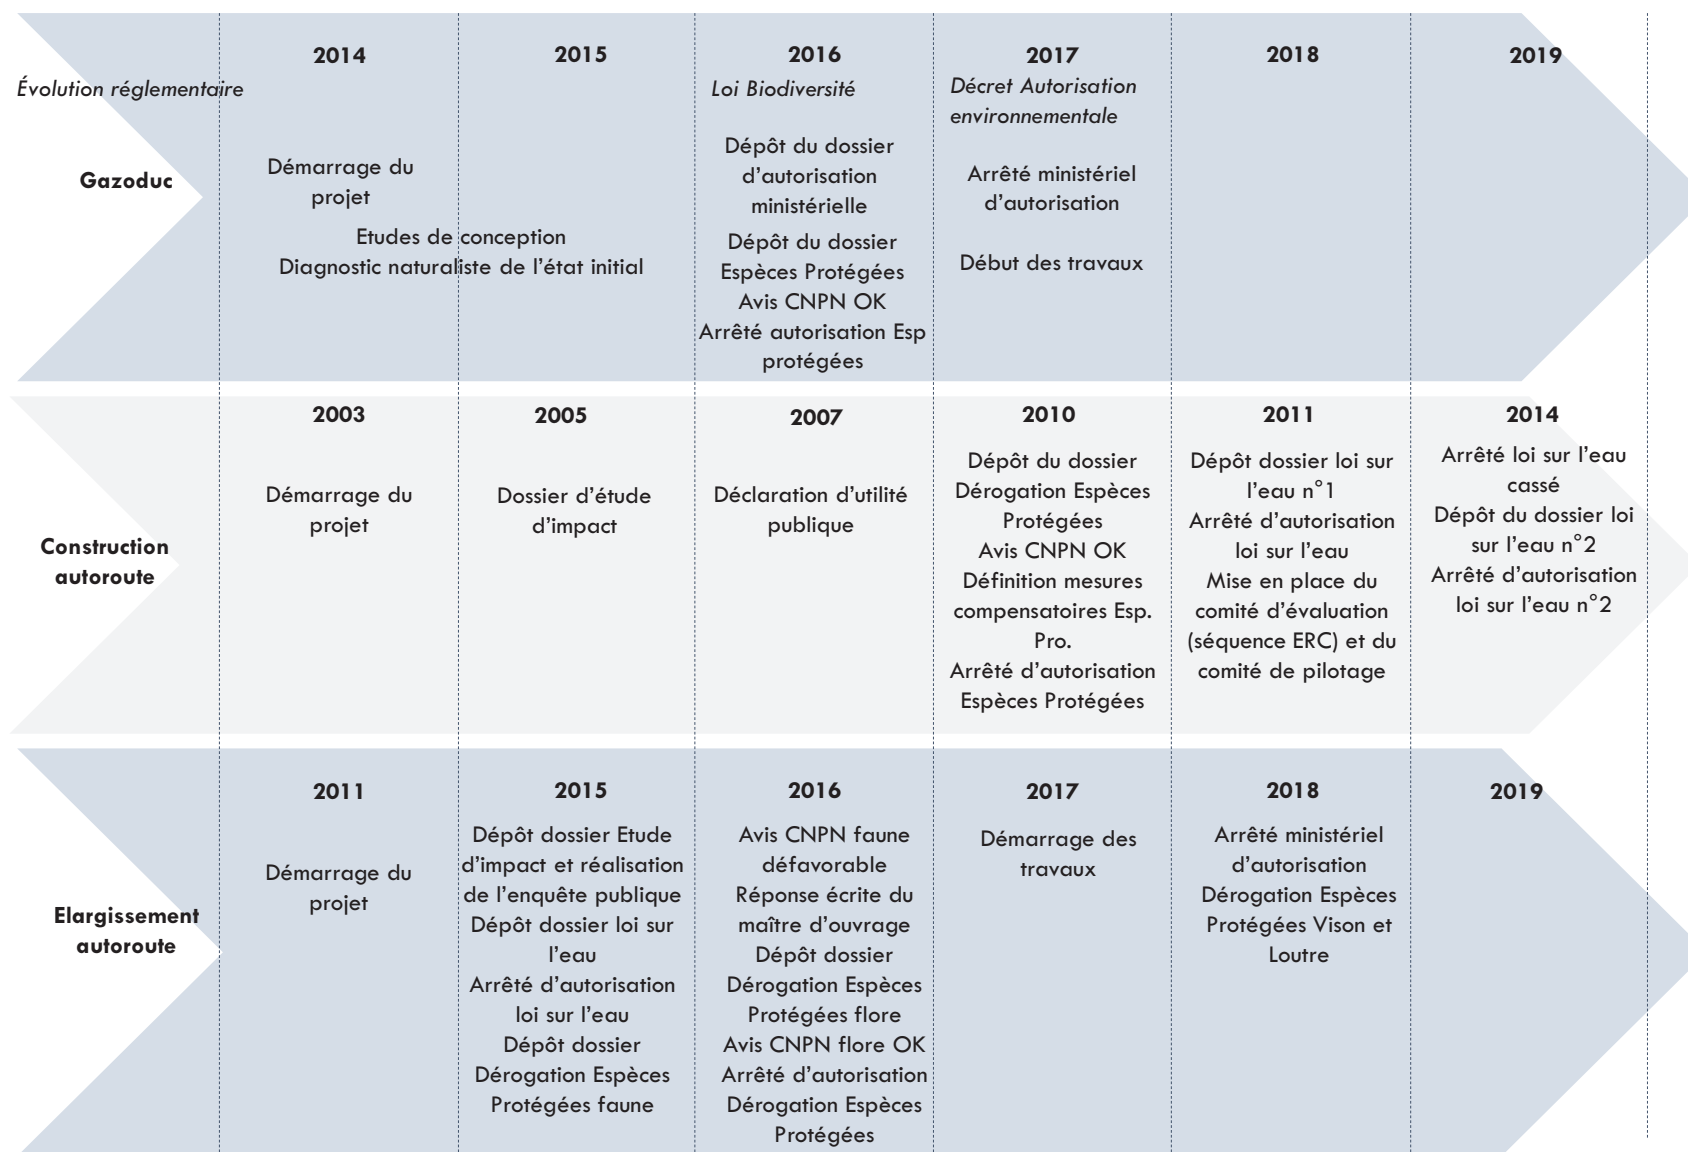 2014
2015
2016
2017
2018
2019
Évolution réglementaire
Loi Biodiversité
Décret Autorisation
environnementale
Gazoduc
Démarrage du
projet
Etudes de conception
Diagnostic naturaliste de l’état initial
Dépôt du dossier
d'autorisation
ministérielle
Dépôt du dossier
Espèces Protégées
Avis CNPN OK
Arrêté autorisation Esp
protégées
Arrêté ministériel
d’autorisation
Début des travaux
2003
2005
2007
2010
2011
2014
Construction
autoroute
Démarrage du
projet
Dossier d’étude
d’impact
Déclaration d’utilité
publique
Dépôt du dossier
Dérogation Espèces
Protégées
Avis CNPN OK
Définition mesures
compensatoires Esp.
Pro.
Arrêté d’autorisation
Espèces Protégées
Dépôt dossier loi sur
l’eau n°1
Arrêté d’autorisation
loi sur l’eau
Mise en place du
comité d’évaluation
(séquence ERC) et du
comité de pilotage
Arrêté loi sur l’eau
cassé
Dépôt du dossier loi
sur l’eau n°2
Arrêté d’autorisation
loi sur l’eau n°2
2011
2015
2016
2017
2018
2019
Elargissement
autoroute
Démarrage du
projet
Dépôt dossier Etude
d’impact et réalisation
de l’enquête publique
Dépôt dossier loi sur
l’eau
Arrêté d’autorisation
loi sur l’eau
Dépôt dossier
Dérogation Espèces
Protégées faune
Avis CNPN faune
défavorable
Réponse écrite du
maître d’ouvrage
Dépôt dossier
Dérogation Espèces
Protégées flore
Avis CNPN flore OK
Arrêté d’autorisation
Dérogation Espèces
Protégées
Démarrage des
travaux
Arrêté ministériel
d’autorisation
Dérogation Espèces
Protégées Vison et
Loutre